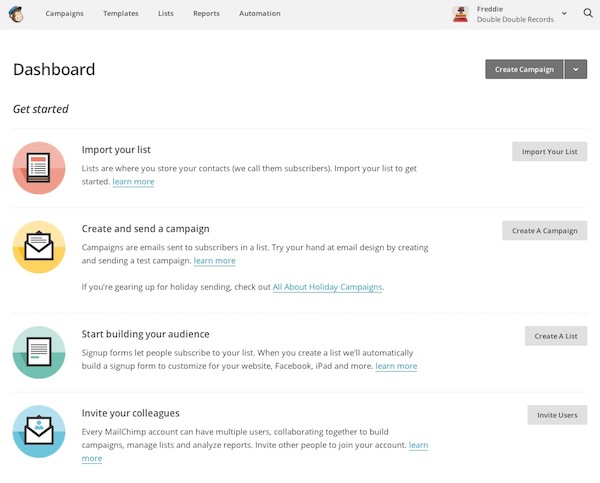 Campaigns Templates Lists Reports Automation
Freddie
Double Double Records
Dashboard
Create Campaign
Get started
Import your list
Lists are where you store your contacts (we call them subscribers). Import your list to get
started. learn more
Import Your List
Create and send a campaign
Campaigns are emails sent to subscribers in a list. Try your hand at email design by creating
and sending a test campaign. learn more
If you're gearing up for holiday sending, check out All About Holiday Campaigns.
Create A Campaign
Start building your audience
Signup forms let people subscribe to your list. When you create a list we'll automatically
build a signup form to customize for your website, Facebook, iPad and more. learn more
Create A List
Invite your colleagues
Every MailChimp account can have multiple users, collaborating together to build
campaigns, manage lists and analyze reports. Invite other people to join your account. learn
more
Invite Users